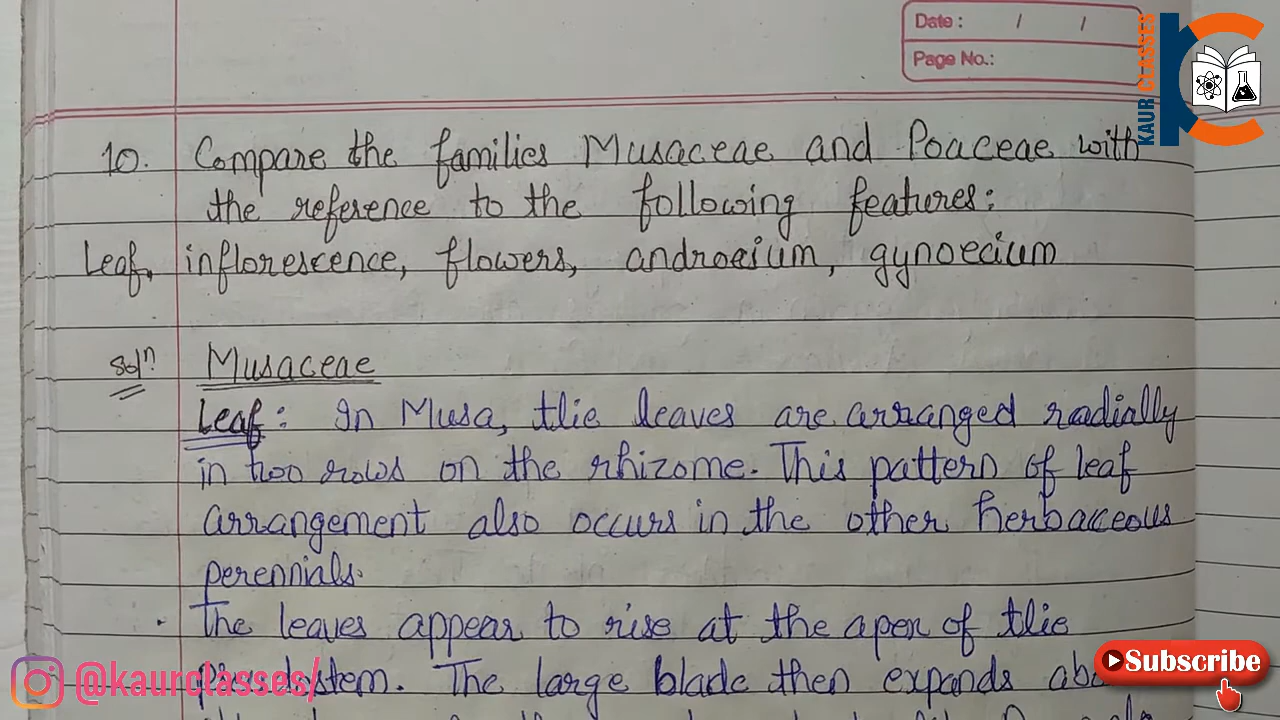 Date : / /
Page No.:
KAUR CLASSES
10. Compare the families Musaceae and Poaceae with
the reference to the following features:
Leaf, inflorescence, flowers, androesium, gynoecium
Soln
Musaceae
Leaf: In Musa, the leaves are arranged radially
in two rows on the rhizome. This pattern of leaf
arrangement also occurs in the other herbaceous
perennials.
The leaves appear to rise at the apex of the
The large blade then expands
@kaurclasses/
Subscribe